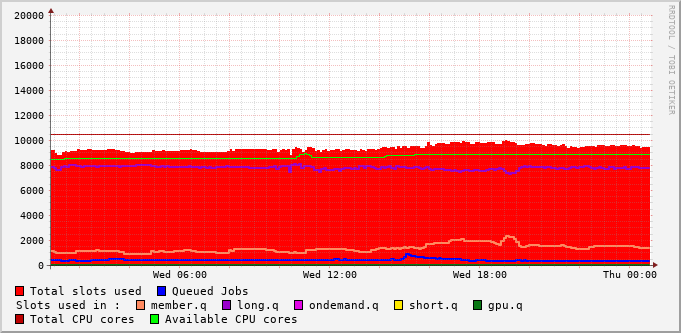 20000
18000
16000
14000
12000
10000
8000
6000
4000
2000
0
Wed 06:00 Wed 12:00 Wed 18:00 Thu 00:00
Total slots used Queued Jobs
Slots used in : member.q long.q ondemand.q short.q gpu.q
Total CPU cores Available CPU cores
RRDTOOL / TOBI OETIKER